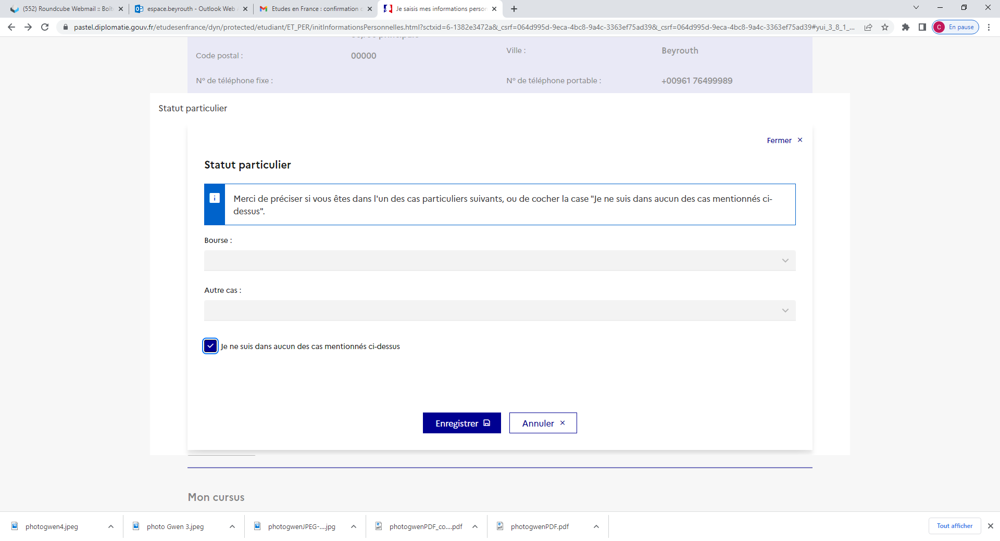 (552) Roundcube Webmail :: Boît
espace.beyrouth - Outlook Web
Etudes en France : confirmation
Je saisis mes informations person
pastel.diplomatie.gouv.fr/etudesenfrance/dyn/protected/etudiant/ET_PER/initInformationsPersonnelles.html?sctxid=6-1382e3472a&_csrf=064d995d-9eca-4bc8-9a4c-3363ef75ad39&_csrf=064d995d-9eca-4bc8-9a4c-3363ef75ad39#yui_3_8_1_...
C En pause
Code postal : 00000
Ville : Beyrouth
N° de téléphone fixe :
N° de téléphone portable : +00961 76499989
Statut particulier
Fermer
Statut particulier
Merci de préciser si vous êtes dans l'un des cas particuliers suivants, ou de cocher la case "Je ne suis dans aucun des cas mentionnés ci-
dessus".
Bourse :
Autre cas :
Je ne suis dans aucun des cas mentionnés ci-dessus
Enregistrer
Annuler
Mon cursus
photogwen4.jpeg
photo Gwen 3.jpeg
photogwenJPEG-....jpg
photogwenPDF_co....pdf
photogwenPDF.pdf
Tout afficher